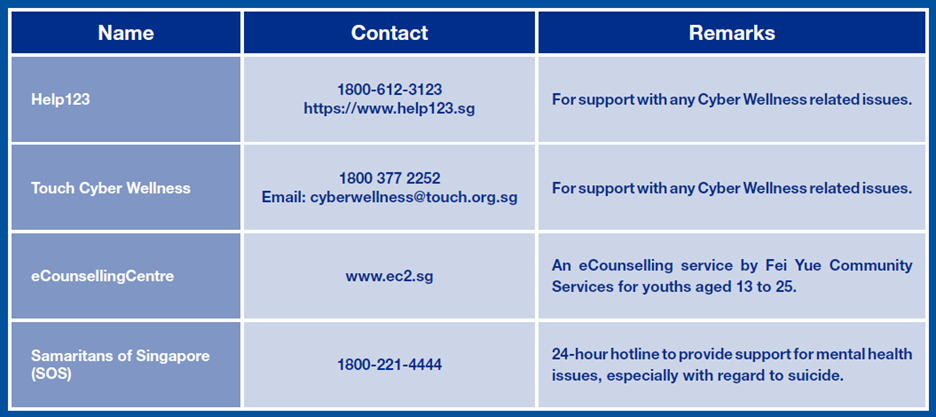 Name Contact Remarks
Help123
1800-612-3123
https://www.help123.sg
For support with any Cyber Wellness related issues.
Touch Cyber Wellness
1800 377 2252
Email: cyberwellness@touch.org.sg
For support with any Cyber Wellness related issues.
eCounsellingCentre
www.ec2.sg
An eCounselling service by Fei Yue Community
Services for youths aged 13 to 25.
Samaritans of Singapore
(SOS)
1800-221-4444
24-hour hotline to provide support for mental health
issues, especially with regard to suicide.